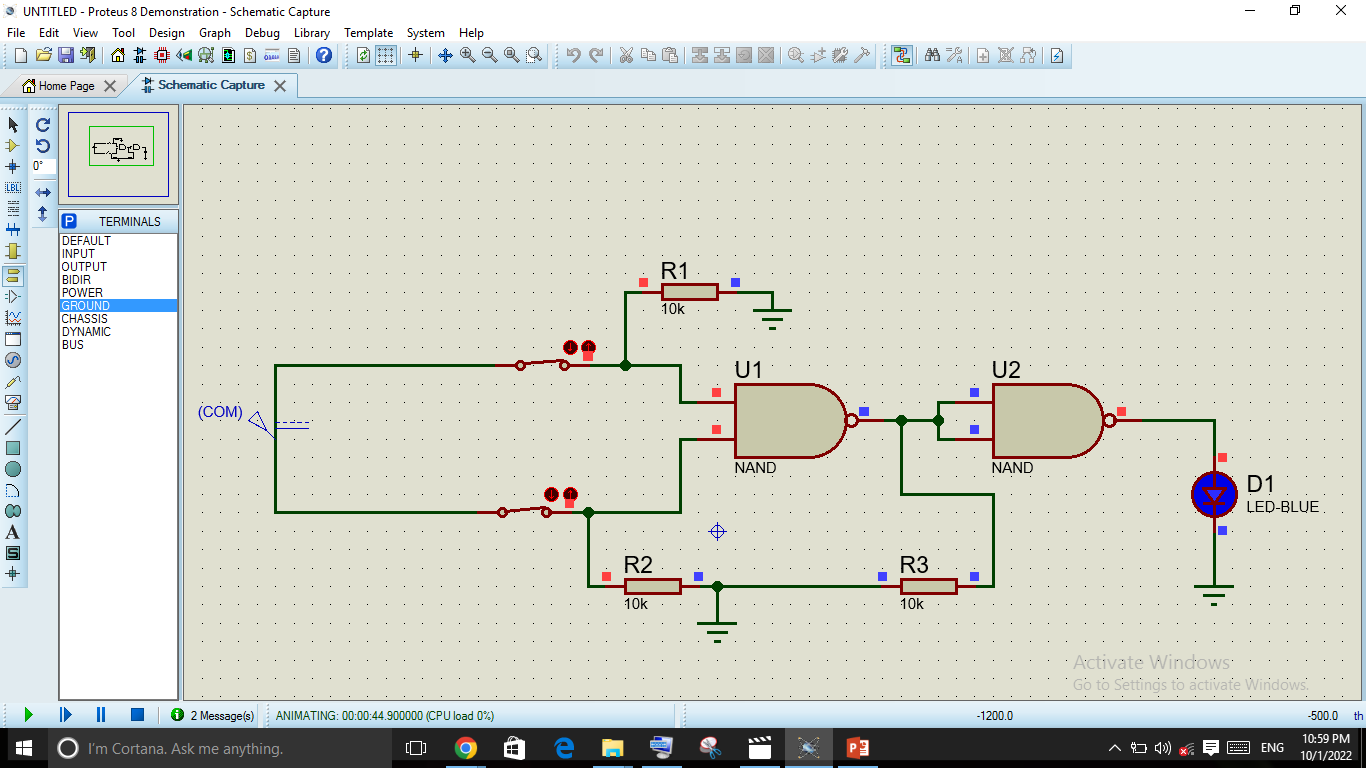 UNTITLED - Proteus 8 Demonstration - Schematic Capture
File Edit View Tool Design Graph Debug Library Template System Help
Home Page
Schematic Capture
LBL
0°
A
S
P TERMINALS
DEFAULT
INPUT
OUTPUT
BIDIR
POWER
GROUND
CHASSIS
DYNAMIC
BUS
R1
10k
(COM)
U1
NAND
U2
NAND
D1
LED-BLUE
R2
10k
R3
10k
Activate Windows
Go to Settings to activate Windows.
2 Message(s)
ANIMATING: 00:00:44.900000 (CPU load 0%)
-1200.0
-500.0 th
I'm Cortana. Ask me anything.
ENG
10:59 PM
10/1/2022